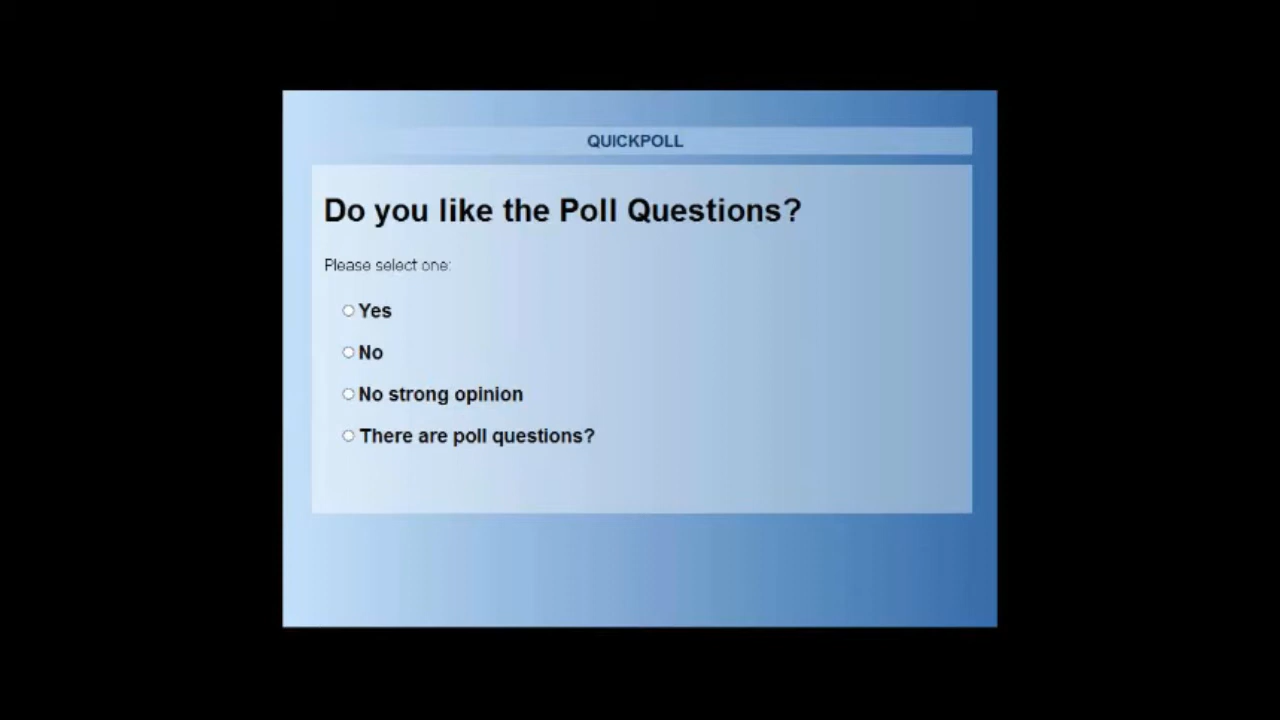 QUICKPOLL
Do you like the Poll Questions?
Please select one:
Yes
No
No strong opinion
There are poll questions?